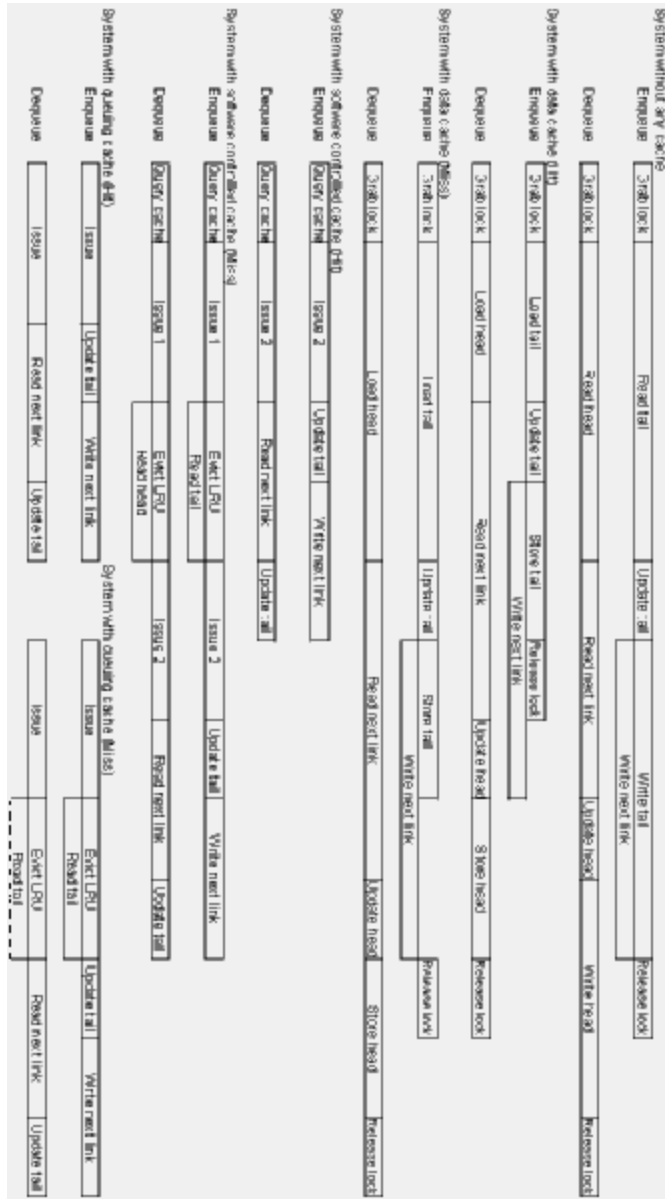 System without any cache
Enqueue Grab lock Read tail Update tail Write tail Release lock
Write next link
Dequeue Grab lock Read head Read next link Update head Write head Release lock
System with data cache (Hit)
Enqueue Grab lock Load tail Update tail Store tail Release lock
Write next link
Dequeue Grab lock Load head Read next link Update head Store head Release lock
System with data cache (Miss)
Enqueue Grab lock Load tail Update tail Store tail Release lock
Write next link
Dequeue Grab lock Load head Read next link Update head Store head Release lock
System with software controlled cache (Hit)
Enqueue Query cache Issue 2 Update tail Write next link
Dequeue Query cache Issue 2 Read next link Update tail
System with software controlled cache (Miss)
Enqueue Query cache Issue 1 Evict LRU Issue 2 Update tail Write next link
Read tail
Dequeue Query cache Issue 1 Evict LRU Issue 2 Read next link Update tail
Read head
System with queuing cache (Hit)
Enqueue Issue Update tail Write next link
Dequeue Issue Read next link Update tail
System with queuing cache (Miss)
Issue Evict LRU Update tail Write next link
Read tail
Issue Evict LRU Read next link Update tail
Read tail